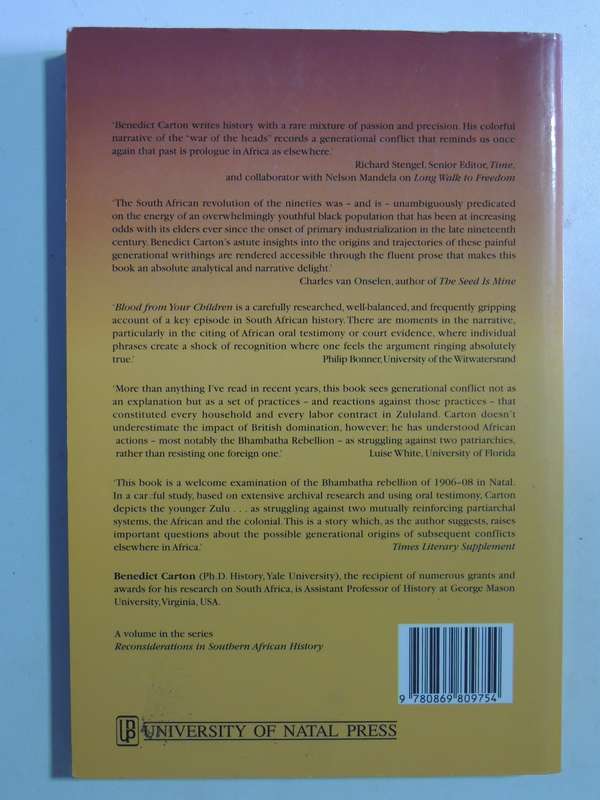 'Benedict Carton writes history with a rare mixture of passion and precision. His colorful
narrative of the "war of the heads" records a generational conflict that reminds us once
again that past is prologue in Africa as elsewhere.'
Richard Stengel, Senior Editor, Time,
and collaborator with Nelson Mandela on Long Walk to Freedom
'The South African revolution of the nineties was – and is – unambiguously predicated
on the energy of an overwhelmingly youthful black population that has been at increasing
odds with its elders ever since the onset of primary industrialization in the late nineteenth
century. Benedict Carton's astute insights into the origins and trajectories of these painful
generational writhings are rendered accessible through the fluent prose that makes this
book an absolute analytical and narrative delight.'
Charles van Onselen, author of The Seed Is Mine
'Blood from Your Children is a carefully researched, well-balanced, and frequently gripping
account of a key episode in South African history. There are moments in the narrative,
particularly in the citing of African oral testimony or court evidence, where individual
phrases create a shock of recognition where one feels the argument ringing absolutely
true.' Philip Bonner, University of the Witwatersrand
'More than anything I've read in recent years, this book sees generational conflict not as
an explanation but as a set of practices – and reactions against those practices – that
constituted every household and every labor contract in Zululand. Carton doesn't
underestimate the impact of British domination, however; he has understood African
actions – most notably the Bhambatha Rebellion – as struggling against two patriarchies,
rather than resisting one foreign one.' Luise White, University of Florida
'This book is a welcome examination of the Bhambatha rebellion of 1906–08 in Natal.
In a car :ful study, based on extensive archival research and using oral testimony, Carton
depicts the younger Zulu . . . as struggling against two mutually reinforcing partiarchal
systems, the African and the colonial. This is a story which, as the author suggests, raises
important questions about the possible generational origins of subsequent conflicts
elsewhere in Africa.' Times Literary Supplement
Benedict Carton (Ph.D. History, Yale University), the recipient of numerous grants and
awards for his research on South Africa, is Assistant Professor of History at George Mason
University, Virginia, USA.
A volume in the series
Reconsiderations in Southern African History
9 780869 809754
UNIVERSITY OF NATAL PRESS